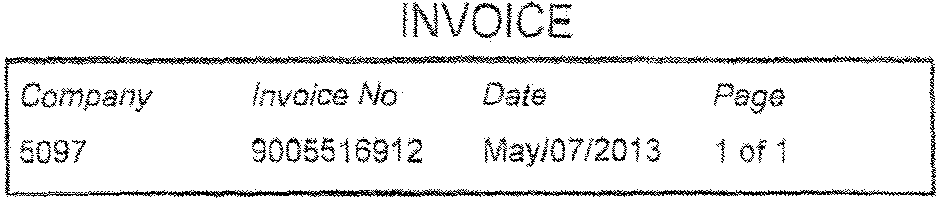 INVOICE
Company Invoice No Date Page
5097 9005516912 May/07/2013 1 of 1